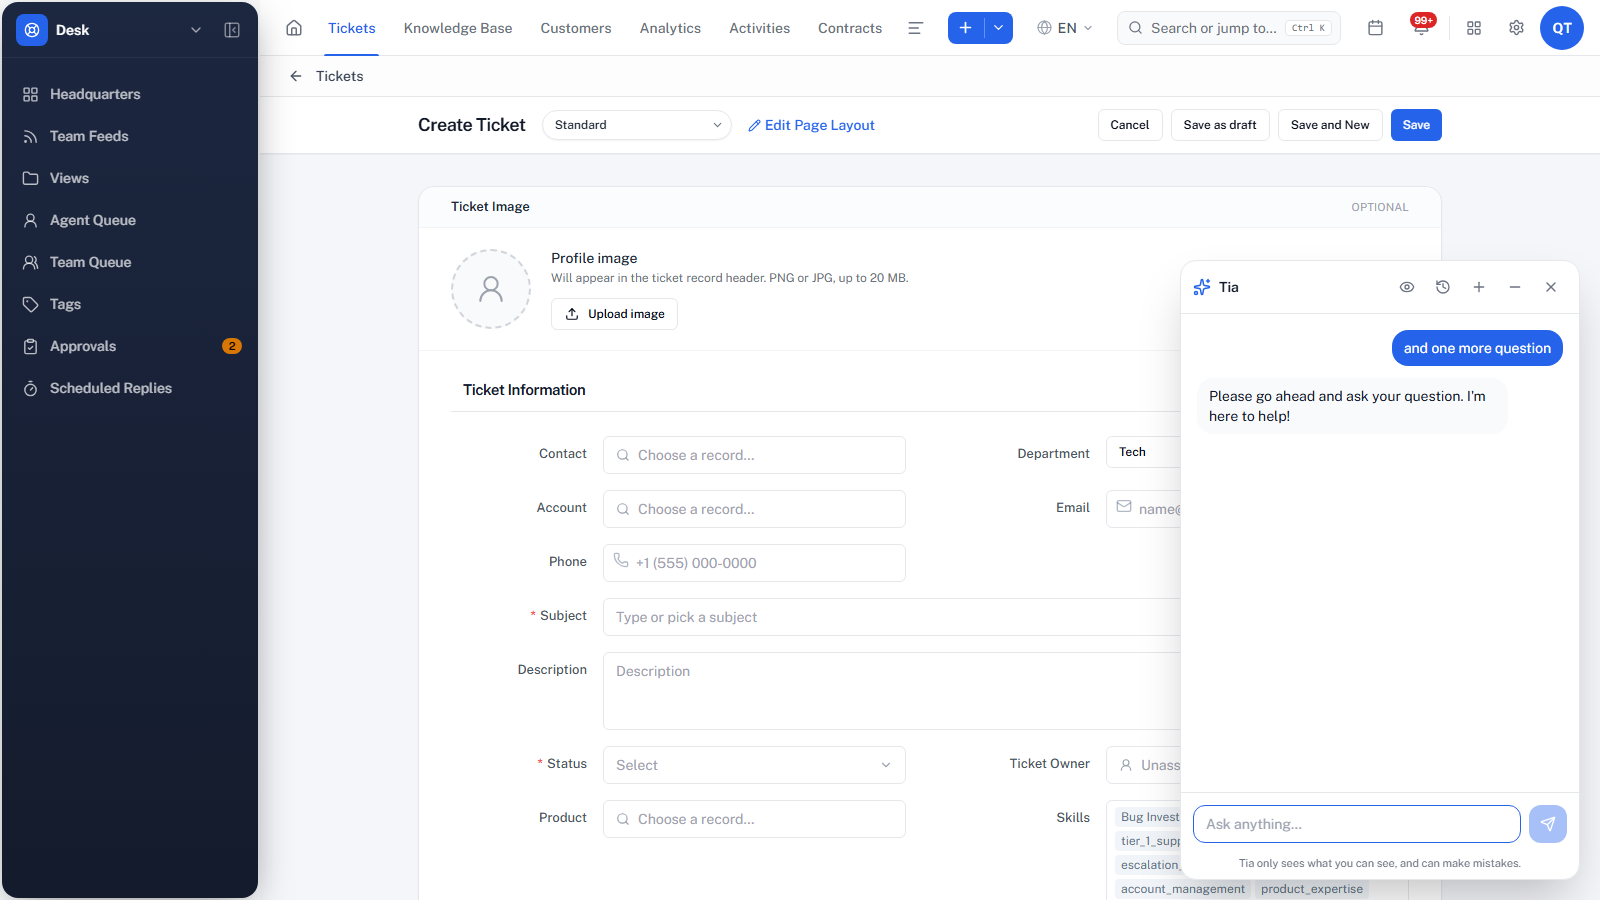 Desk
Headquarters
Team Feeds
Views
Agent Queue
Team Queue
Tags
Approvals 2
Scheduled Replies
Tickets Knowledge Base Customers Analytics Activities Contracts
EN
Search or jump to... Ctrl K
99+
QT
Tickets
Create Ticket
Standard
Edit Page Layout
Cancel
Save as draft
Save and New
Save
Ticket Image
OPTIONAL
Profile image
Will appear in the ticket record header. PNG or JPG, up to 20 MB.
Upload image
Ticket Information
Contact
Choose a record...
Department
Tech
Account
Choose a record...
Email
name@
Phone
+1 (555) 000-0000
* Subject
Type or pick a subject
Description
Description
* Status
Select
Ticket Owner
Product
Choose a record...
Skills
account_management product_expertise
Tia
and one more question
Please go ahead and ask your question. I'm
here to help!
Ask anything...
Tia only sees what you can see, and can make mistakes.